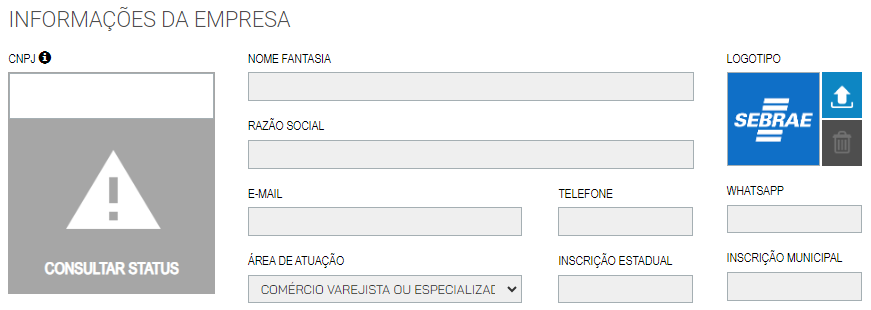 INFORMAÇÕES DA EMPRESA
CNPJ
NOME FANTASIA
LOGOTIPO
SEBRAE
RAZÃO SOCIAL
E-MAIL
TELEFONE
WHATSAPP
CONSULTAR STATUS
ÁREA DE ATUAÇÃO
INSCRIÇÃO ESTADUAL
INSCRIÇÃO MUNICIPAL
COMÉRCIO VAREJISTA OU ESPECIALIZAD